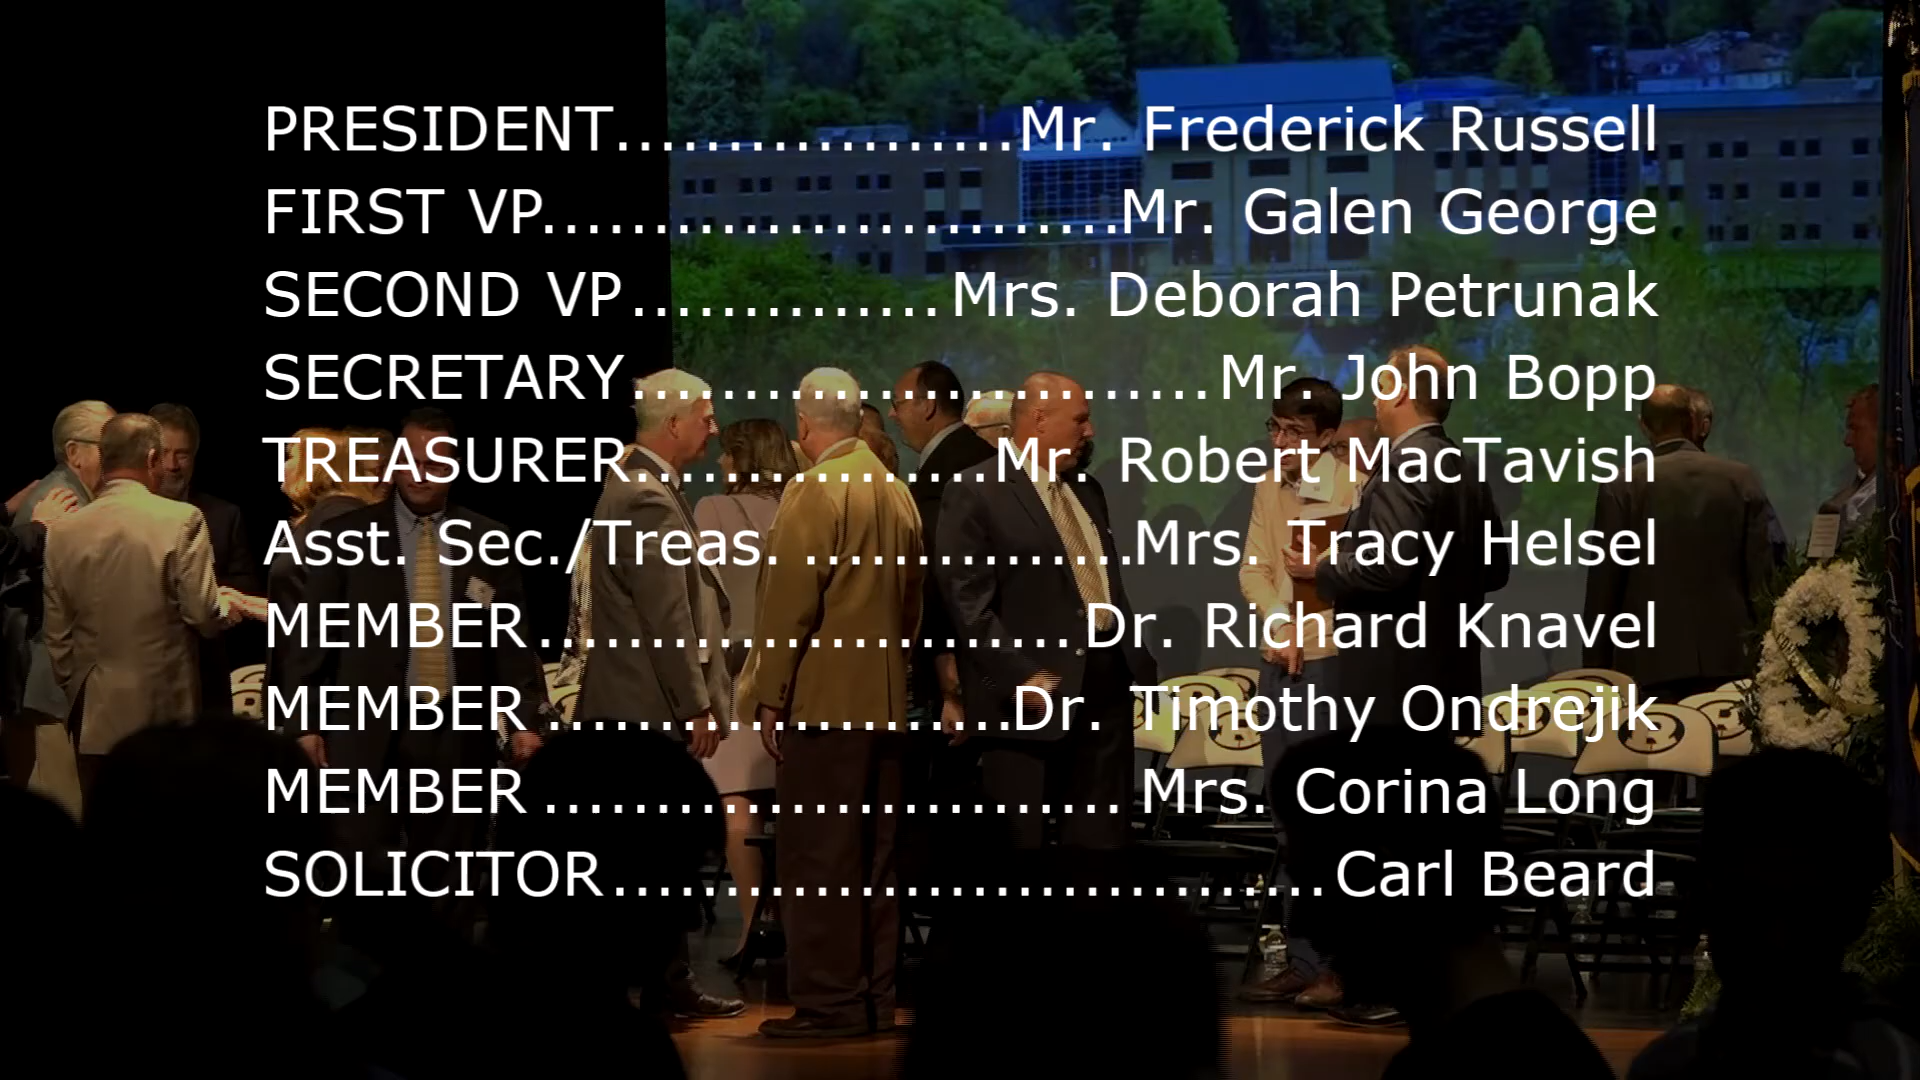 PRESIDENT..................Mr. Frederick Russell
FIRST VP..........................Mr. Galen George
SECOND VP..............Mrs. Deborah Petrunak
SECRETARY..........................Mr. John Bopp
TREASURER................Mr. Robert MacTavish
Asst. Sec./Treas. ...............Mrs. Tracy Helsel
MEMBER........................Dr. Richard Knavel
MEMBER .....................Dr. Timothy Ondrejik
MEMBER .......................... Mrs. Corina Long
SOLICITOR................................Carl Beard